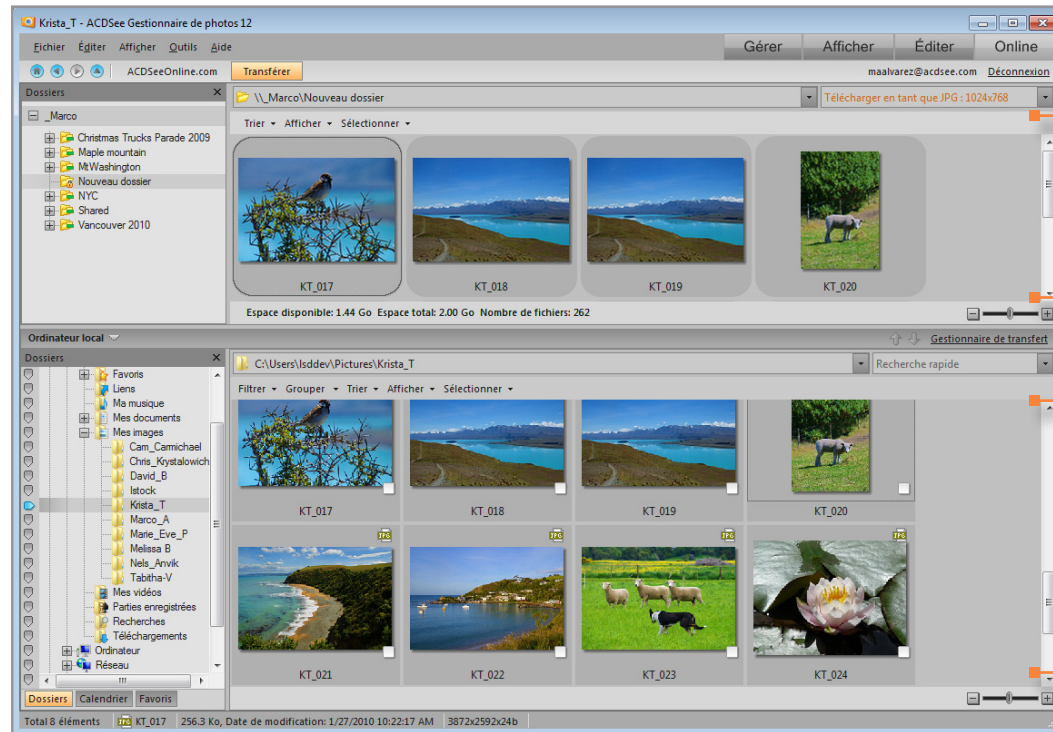 Krista_T - ACDSee Gestionnaire de photos 12
Fichier Éditer Afficher Outils Aide
Gérer Afficher Éditer Online
ACDSeeOnline.com Transférer
maalvarez@acdsee.com Déconnexion
Dossiers
\\_Marco\Nouveau dossier
Télécharger en tant que JPG : 1024x768
_Marco
Christmas Trucks Parade 2009
Maple mountain
MtWashington
Nouveau dossier
NYC
Shared
Vancouver 2010
Trier Afficher Sélectionner
KT_017 KT_018 KT_019 KT_020
Espace disponible: 1.44 Go Espace total: 2.00 Go Nombre de fichiers: 262
Ordinateur local
Gestionnaire de transfert
Dossiers
C:\Users\lsddev\Pictures\Krista_T
Recherche rapide
Favoris
Liens
Ma musique
Mes documents
Mes images
Cam_Carmichael
Chris_Krystalowich
David_B
Istock
Krista_T
Marco_A
Marie_Eve_P
Melissa B
Nels_Anvik
Tabitha-V
Mes vidéos
Parties enregistrées
Recherches
Téléchargements
Ordinateur
Réseau
Filtrer Grouper Trier Afficher Sélectionner
KT_017 KT_018 KT_019 KT_020
JPG JPG JPG JPG
KT_021 KT_022 KT_023 KT_024
Dossiers Calendrier Favoris
Total 8 éléments JPG KT_017 256.3 Ko, Date de modification: 1/27/2010 10:22:17 AM 3872x2592x24b